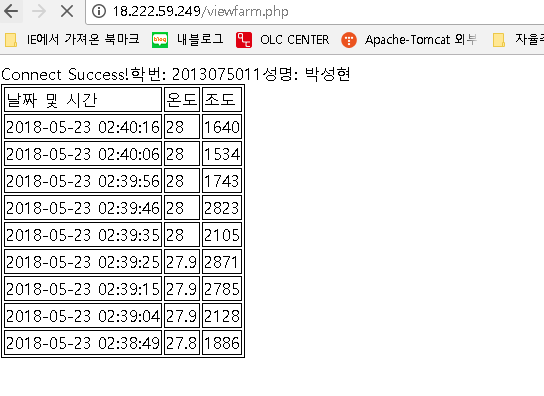 18.222.59.249/viewfarm.php
IE에서 가져온 북마크 blog 내블로그 OLC CENTER Apache-Tomcat 외부 자율
Connect Success!학번: 2013075011성명: 박성현
날짜 및 시간 온도 조도
2018-05-23 02:40:16 28 1640
2018-05-23 02:40:06 28 1534
2018-05-23 02:39:56 28 1743
2018-05-23 02:39:46 28 2823
2018-05-23 02:39:35 28 2105
2018-05-23 02:39:25 27.9 2871
2018-05-23 02:39:15 27.9 2785
2018-05-23 02:39:04 27.9 2128
2018-05-23 02:38:49 27.8 1886